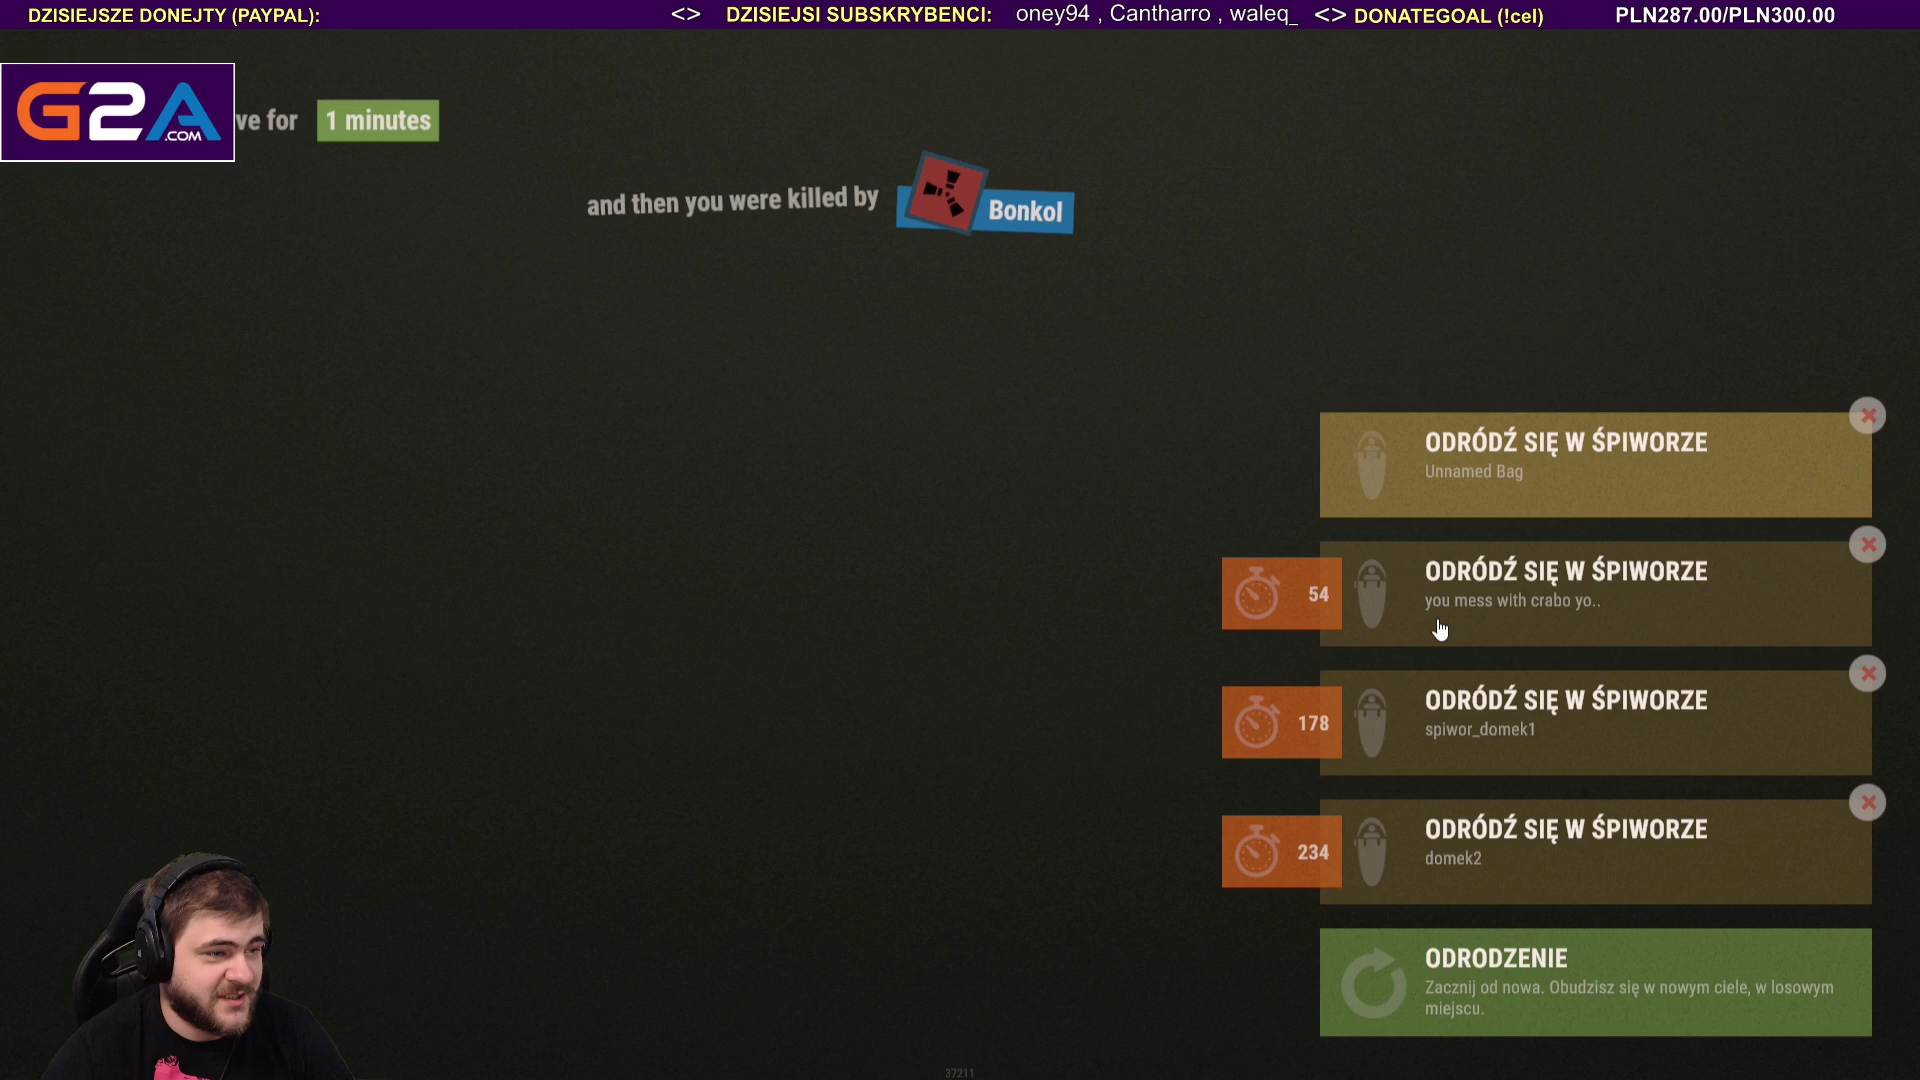 DZISIEJSZE DONEJTY (PAYPAL): <> DZISIEJSI SUBSKRYBENCI: oney94 , Cantharro , waleq_ <> DONATEGOAL (!cel) PLN287.00/PLN300.00
G2A
.COM
ve for 1 minutes
and then you were killed by Bonkol
ODRÓDŹ SIĘ W ŚPIWORZE
Unnamed Bag
54
ODRÓDŹ SIĘ W ŚPIWORZE
you mess with crabo yo..
178
ODRÓDŹ SIĘ W ŚPIWORZE
spiwor_domek1
234
ODRÓDŹ SIĘ W ŚPIWORZE
domek2
ODRODZENIE
Zacznij od nowa. Obudzisz się w nowym ciele, w losowym
miejscu.
37211